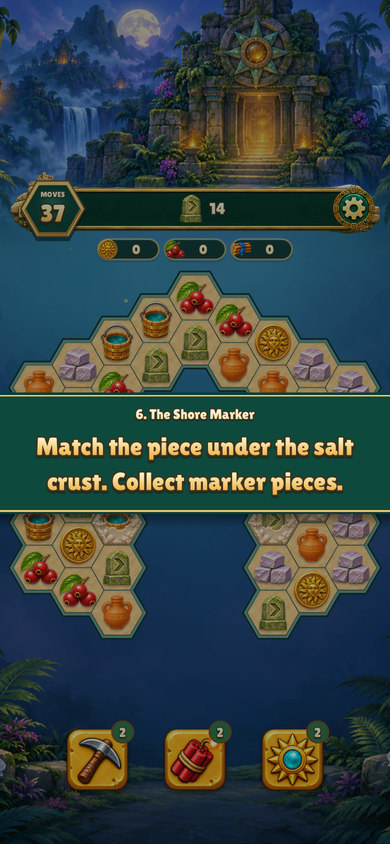 MOVES
37
14
0
0
0
6. The Shore Marker
Match the piece under the salt
crust. Collect marker pieces.
2
2
2